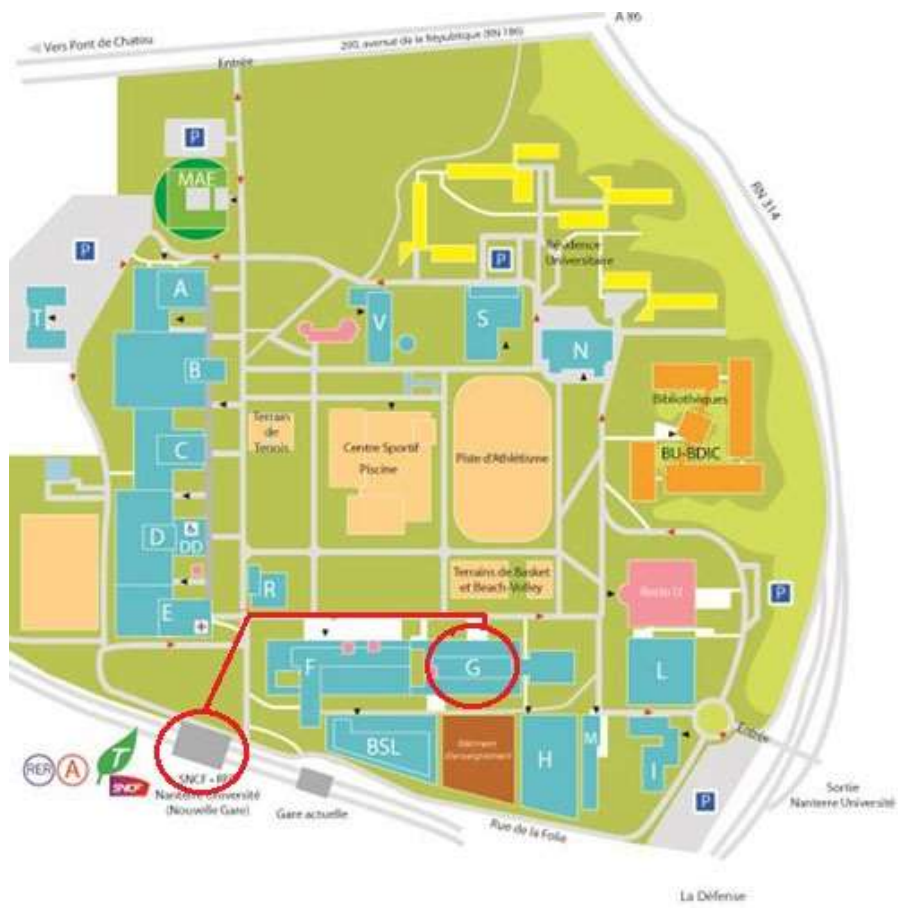 A 86
Vers Pont de Chatou
200, avenue de la République (RN 186)
Entrée
P
MAE
RN 314
P
Résidence
Universitaire
P
A
T
V
S
B
N
Terrain
de
Tennis
Bibliothèques
C
Centre Sportif
Piscine
Piste d'Athlétisme
BU-BDIC
D
DD
R
Terrains de Basket
et Beach-Volley
Resto U
P
E
F
G
L
BSL
Bâtiment
d'enseignement
H
M
I
Entrée
RER
A
T
SNCF
SNCF + RER
Nanterre Université
(Nouvelle Gare)
Gare actuelle
Rue de la Folie
P
Sortie
Nanterre Université
La Défense